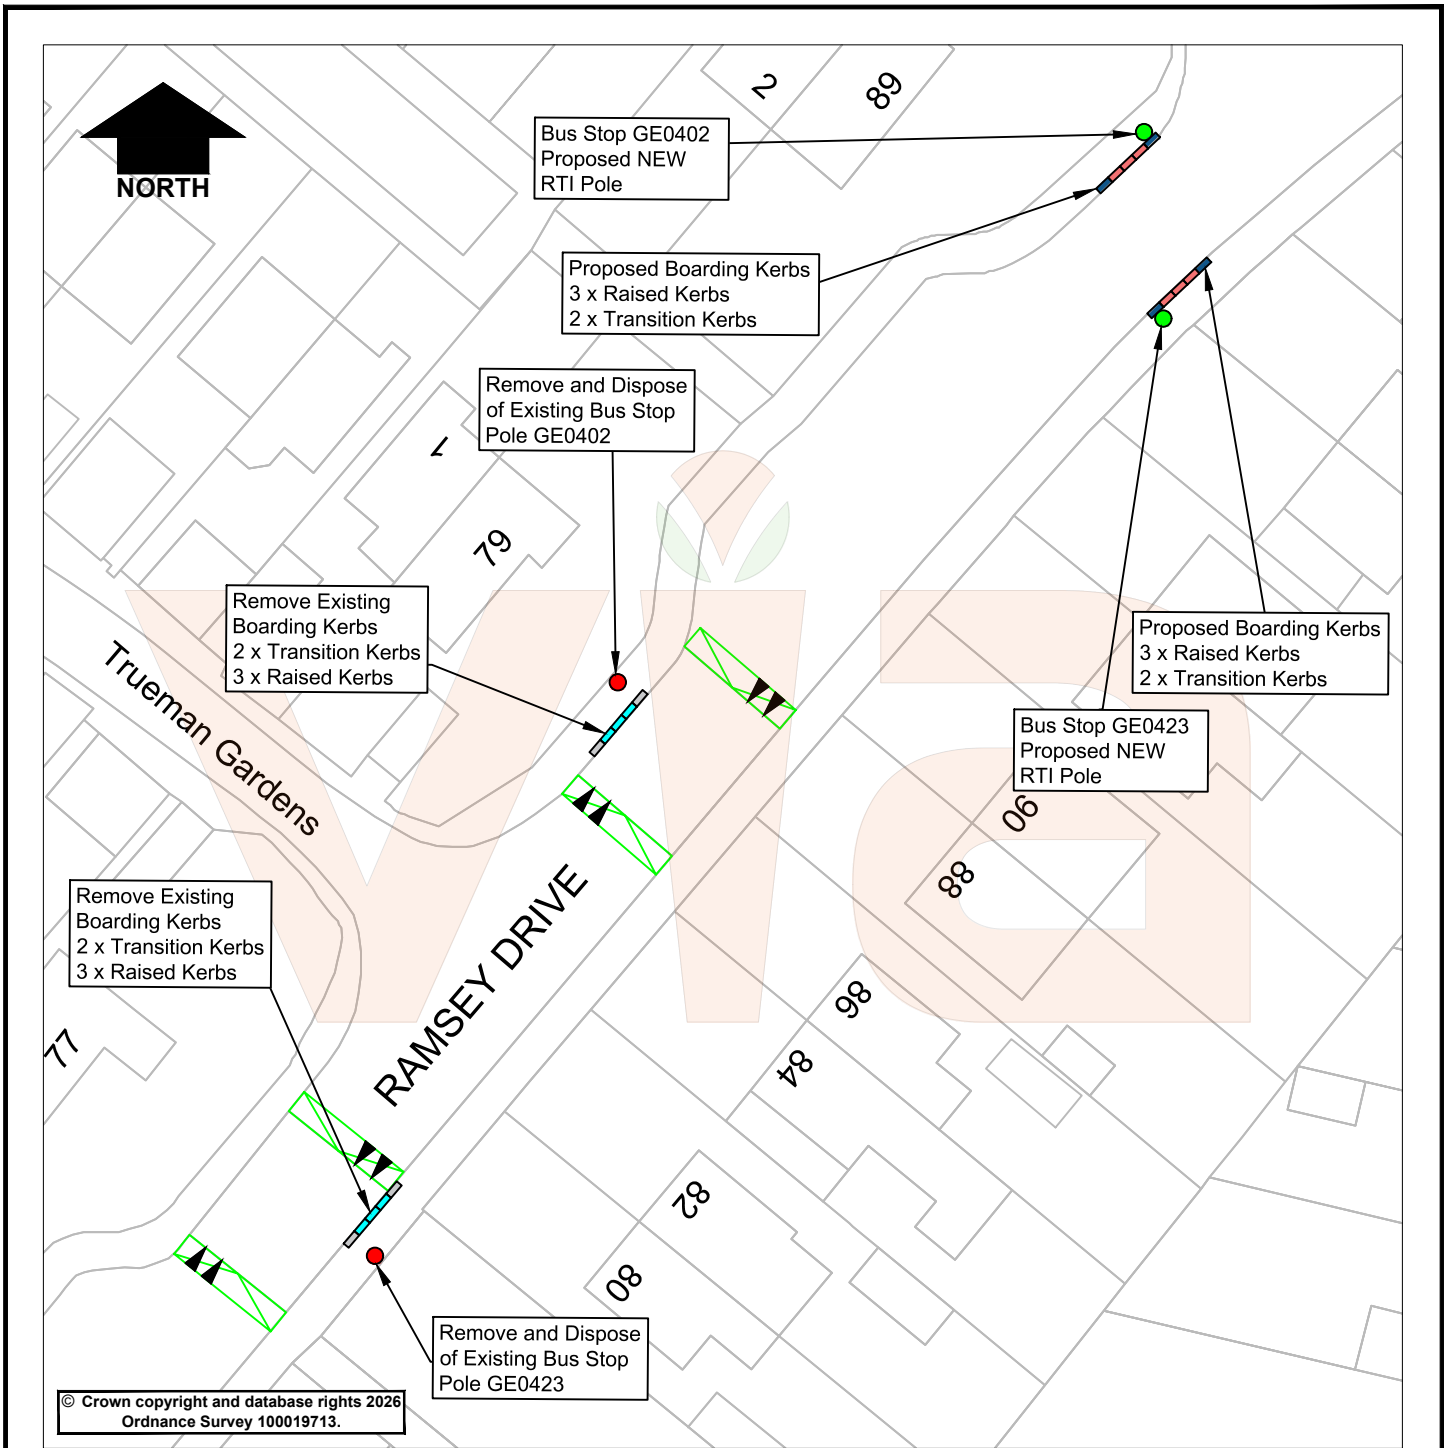 2
89
NORTH
Bus Stop GE0402
Proposed NEW
RTI Pole
Proposed Boarding Kerbs
3 x Raised Kerbs
2 x Transition Kerbs
Remove and Dispose
of Existing Bus Stop
Pole GE0402
1
79
Remove Existing
Boarding Kerbs
2 x Transition Kerbs
3 x Raised Kerbs
Trueman Gardens
Proposed Boarding Kerbs
3 x Raised Kerbs
2 x Transition Kerbs
Bus Stop GE0423
Proposed NEW
RTI Pole
via
90
88
RAMSEY DRIVE
Remove Existing
Boarding Kerbs
2 x Transition Kerbs
3 x Raised Kerbs
77
86
84
82
80
Remove and Dispose
of Existing Bus Stop
Pole GE0423
© Crown copyright and database rights 2026
Ordnance Survey 100019713.